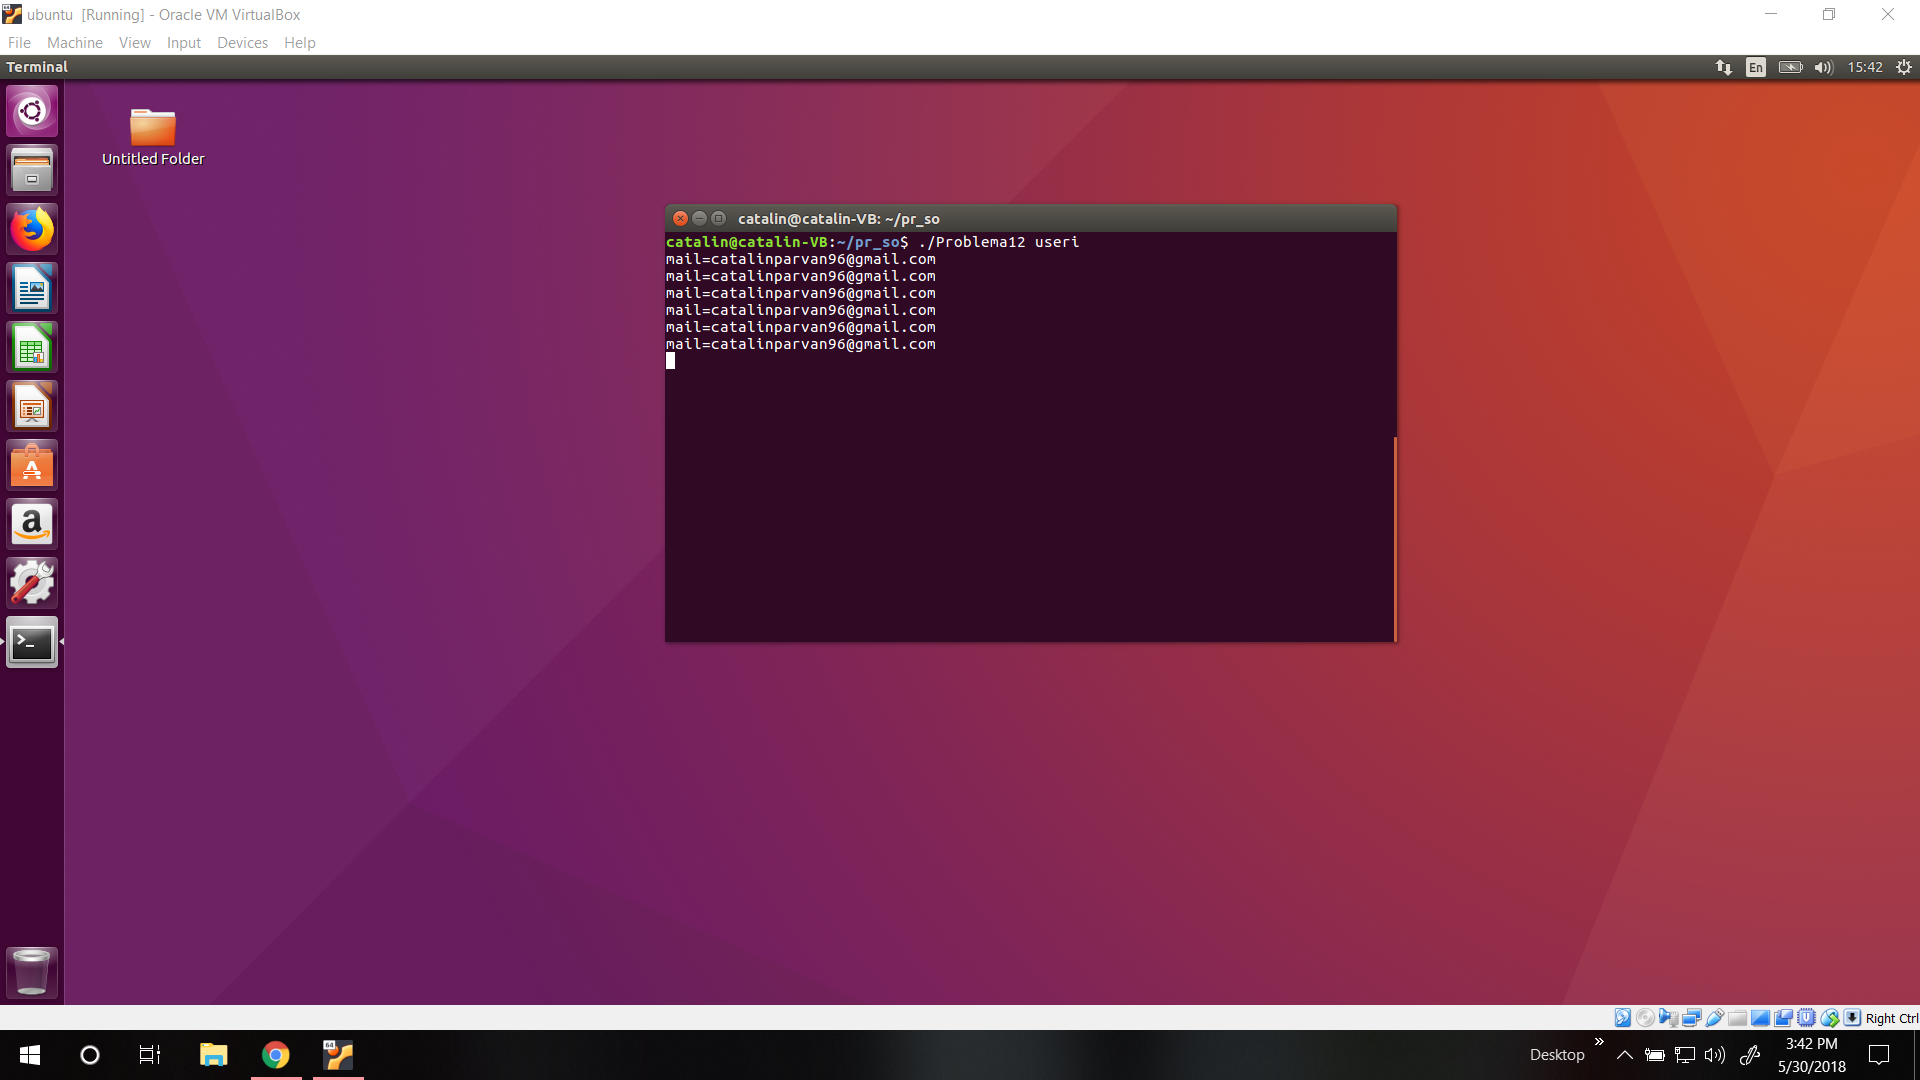 ubuntu [Running] - Oracle VM VirtualBox
File Machine View Input Devices Help
Terminal
En
15:42
Untitled Folder
catalin@catalin-VB: ~/pr_so
catalin@catalin-VB:~/pr_so$ ./Problema12 useri
mail=catalinparvan96@gmail.com
mail=catalinparvan96@gmail.com
mail=catalinparvan96@gmail.com
mail=catalinparvan96@gmail.com
mail=catalinparvan96@gmail.com
mail=catalinparvan96@gmail.com
Right Ctrl
64
Desktop
3:42 PM
5/30/2018